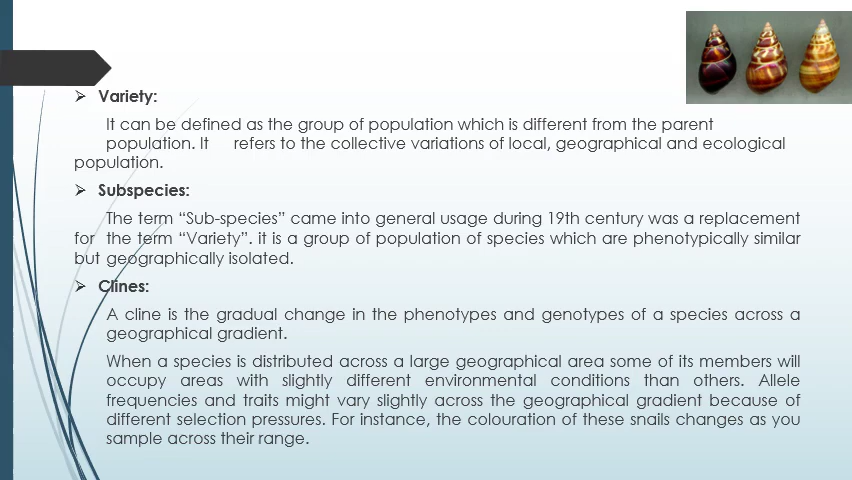 ➢ Variety:
It can be defined as the group of population which is different from the parent
population. It refers to the collective variations of local, geographical and ecological
population.
➢ Subspecies:
The term “Sub-species” came into general usage during 19th century was a replacement
for the term “Variety”. it is a group of population of species which are phenotypically similar
but geographically isolated.
➢ Clines:
A cline is the gradual change in the phenotypes and genotypes of a species across a
geographical gradient.
When a species is distributed across a large geographical area some of its members will
occupy areas with slightly different environmental conditions than others. Allele
frequencies and traits might vary slightly across the geographical gradient because of
different selection pressures. For instance, the colouration of these snails changes as you
sample across their range.